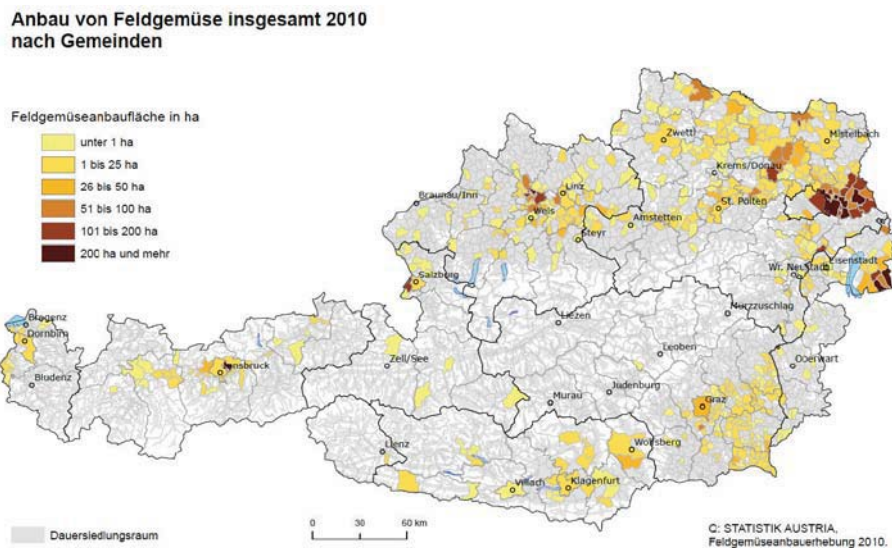 Anbau von Feldgemüse insgesamt 2010
nach Gemeinden
Feldgemüseanbaufläche in ha
unter 1 ha
1 bis 25 ha
26 bis 50 ha
51 bis 100 ha
101 bis 200 ha
200 ha und mehr
Zwettl
Mistelbach
Krems/Donau
Linz
Braunau/Inn
Wels
St. Pölten
Amstetten
Steyr
Eisenstadt
Wr. Neustadt
Salzburg
Bregenz
Dornbirn
Bludenz
Innsbruck
Zell/See
Liezen
Murzzuschlag
Leoben
Oberwart
Judenburg
Murau
Graz
Lienz
Wolfsberg
Villach
Klagenfurt
Dauersiedlungsraum
0 30 60 km
Q: STATISTIK AUSTRIA,
Feldgemüseanbauerhebung 2010.